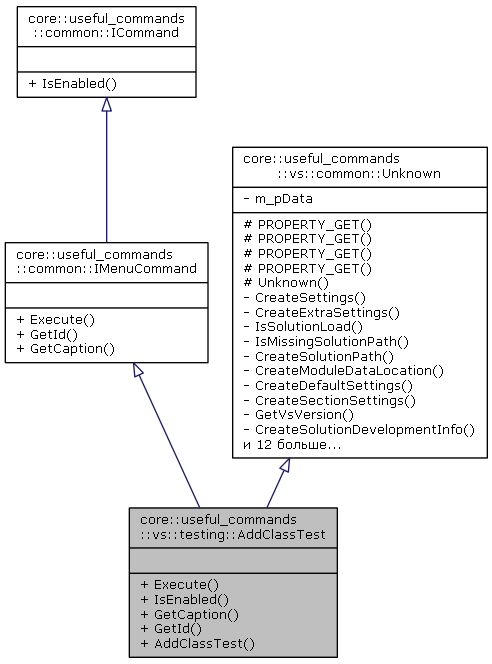 core::useful_commands
::common::ICommand
+ IsEnabled()
core::useful_commands
::vs::common::Unknown
- m_pData
# PROPERTY_GET()
# PROPERTY_GET()
# PROPERTY_GET()
# PROPERTY_GET()
# Unknown()
- CreateSettings()
- CreateExtraSettings()
- IsSolutionLoad()
- IsMissingSolutionPath()
- CreateSolutionPath()
- CreateModuleDataLocation()
- CreateDefaultSettings()
- CreateSectionSettings()
- GetVsVersion()
- CreateSolutionDevelopmentInfo()
и 12 больше...
core::useful_commands
::common::IMenuCommand
+ Execute()
+ GetId()
+ GetCaption()
core::useful_commands
::vs::testing::AddClassTest
+ Execute()
+ IsEnabled()
+ GetCaption()
+ GetId()
+ AddClassTest()